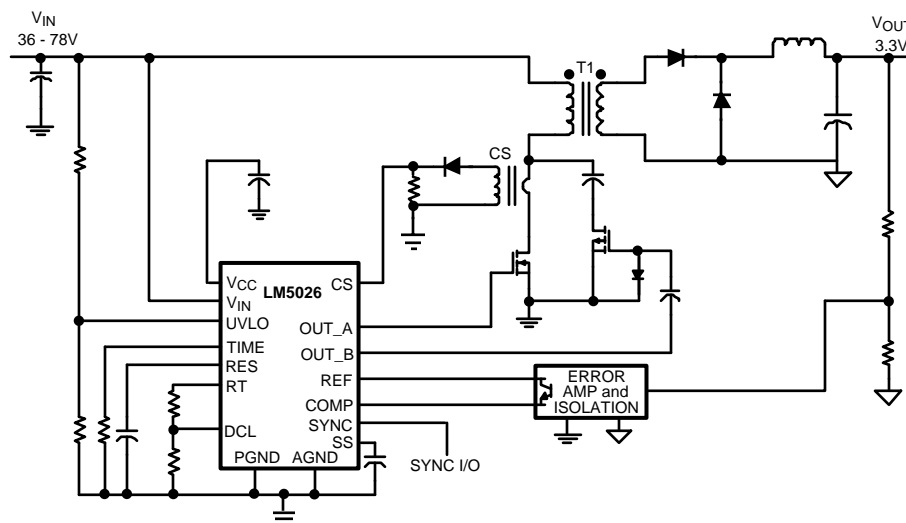 VIN
36 - 78V
VOUT
3.3V
T1
CS
LM5026
VCC
VIN
UVLO
TIME
RES
RT
DCL
PGND
AGND
CS
OUT_A
OUT_B
REF
COMP
SYNC
SS
SYNC I/O
ERROR
AMP and
ISOLATION